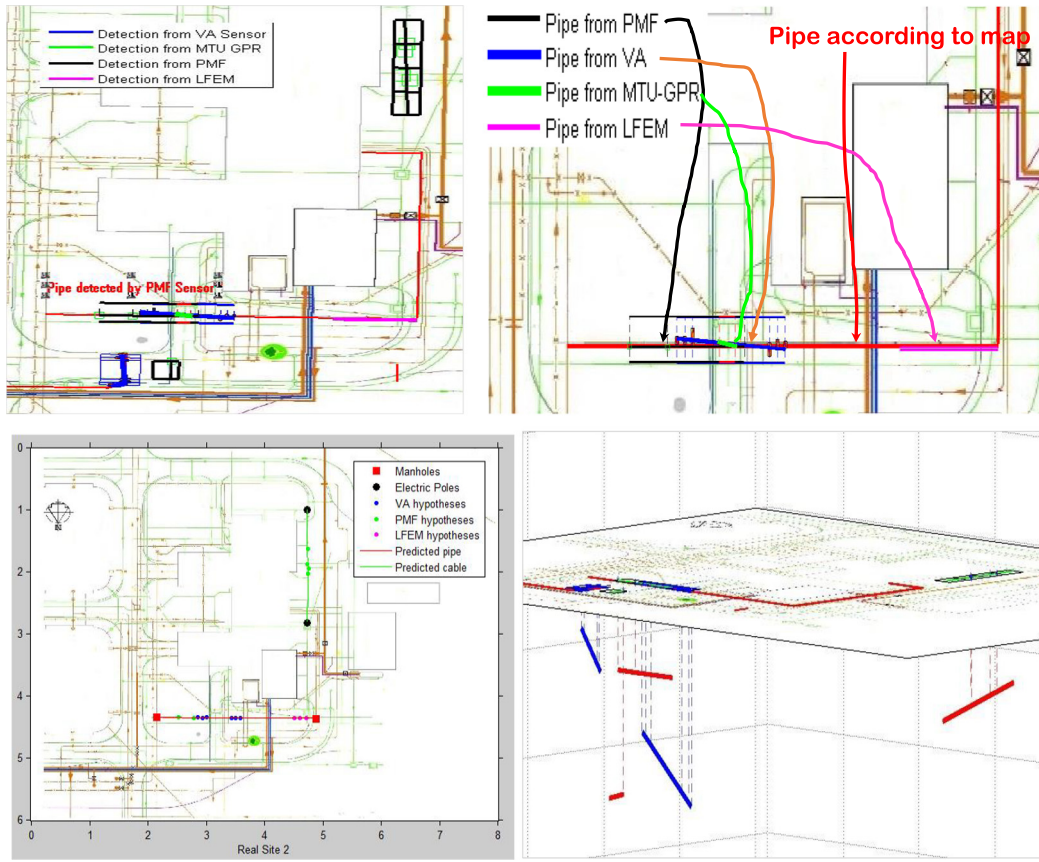 Detection from VA Sensor
Detection from MTU GPR
Detection from PMF
Detection from LFEM
Pipe detected by PMF Sensor
Pipe from PMF
Pipe from VA
Pipe from MTU-GPR
Pipe from LFEM
Pipe according to map
Manholes
Electric Poles
VA hypotheses
PMF hypotheses
LFEM hypotheses
Predicted pipe
Predicted cable
0
1
2
3
4
5
6
0 1 2 3 4 5 6 7 8
Real Site 2